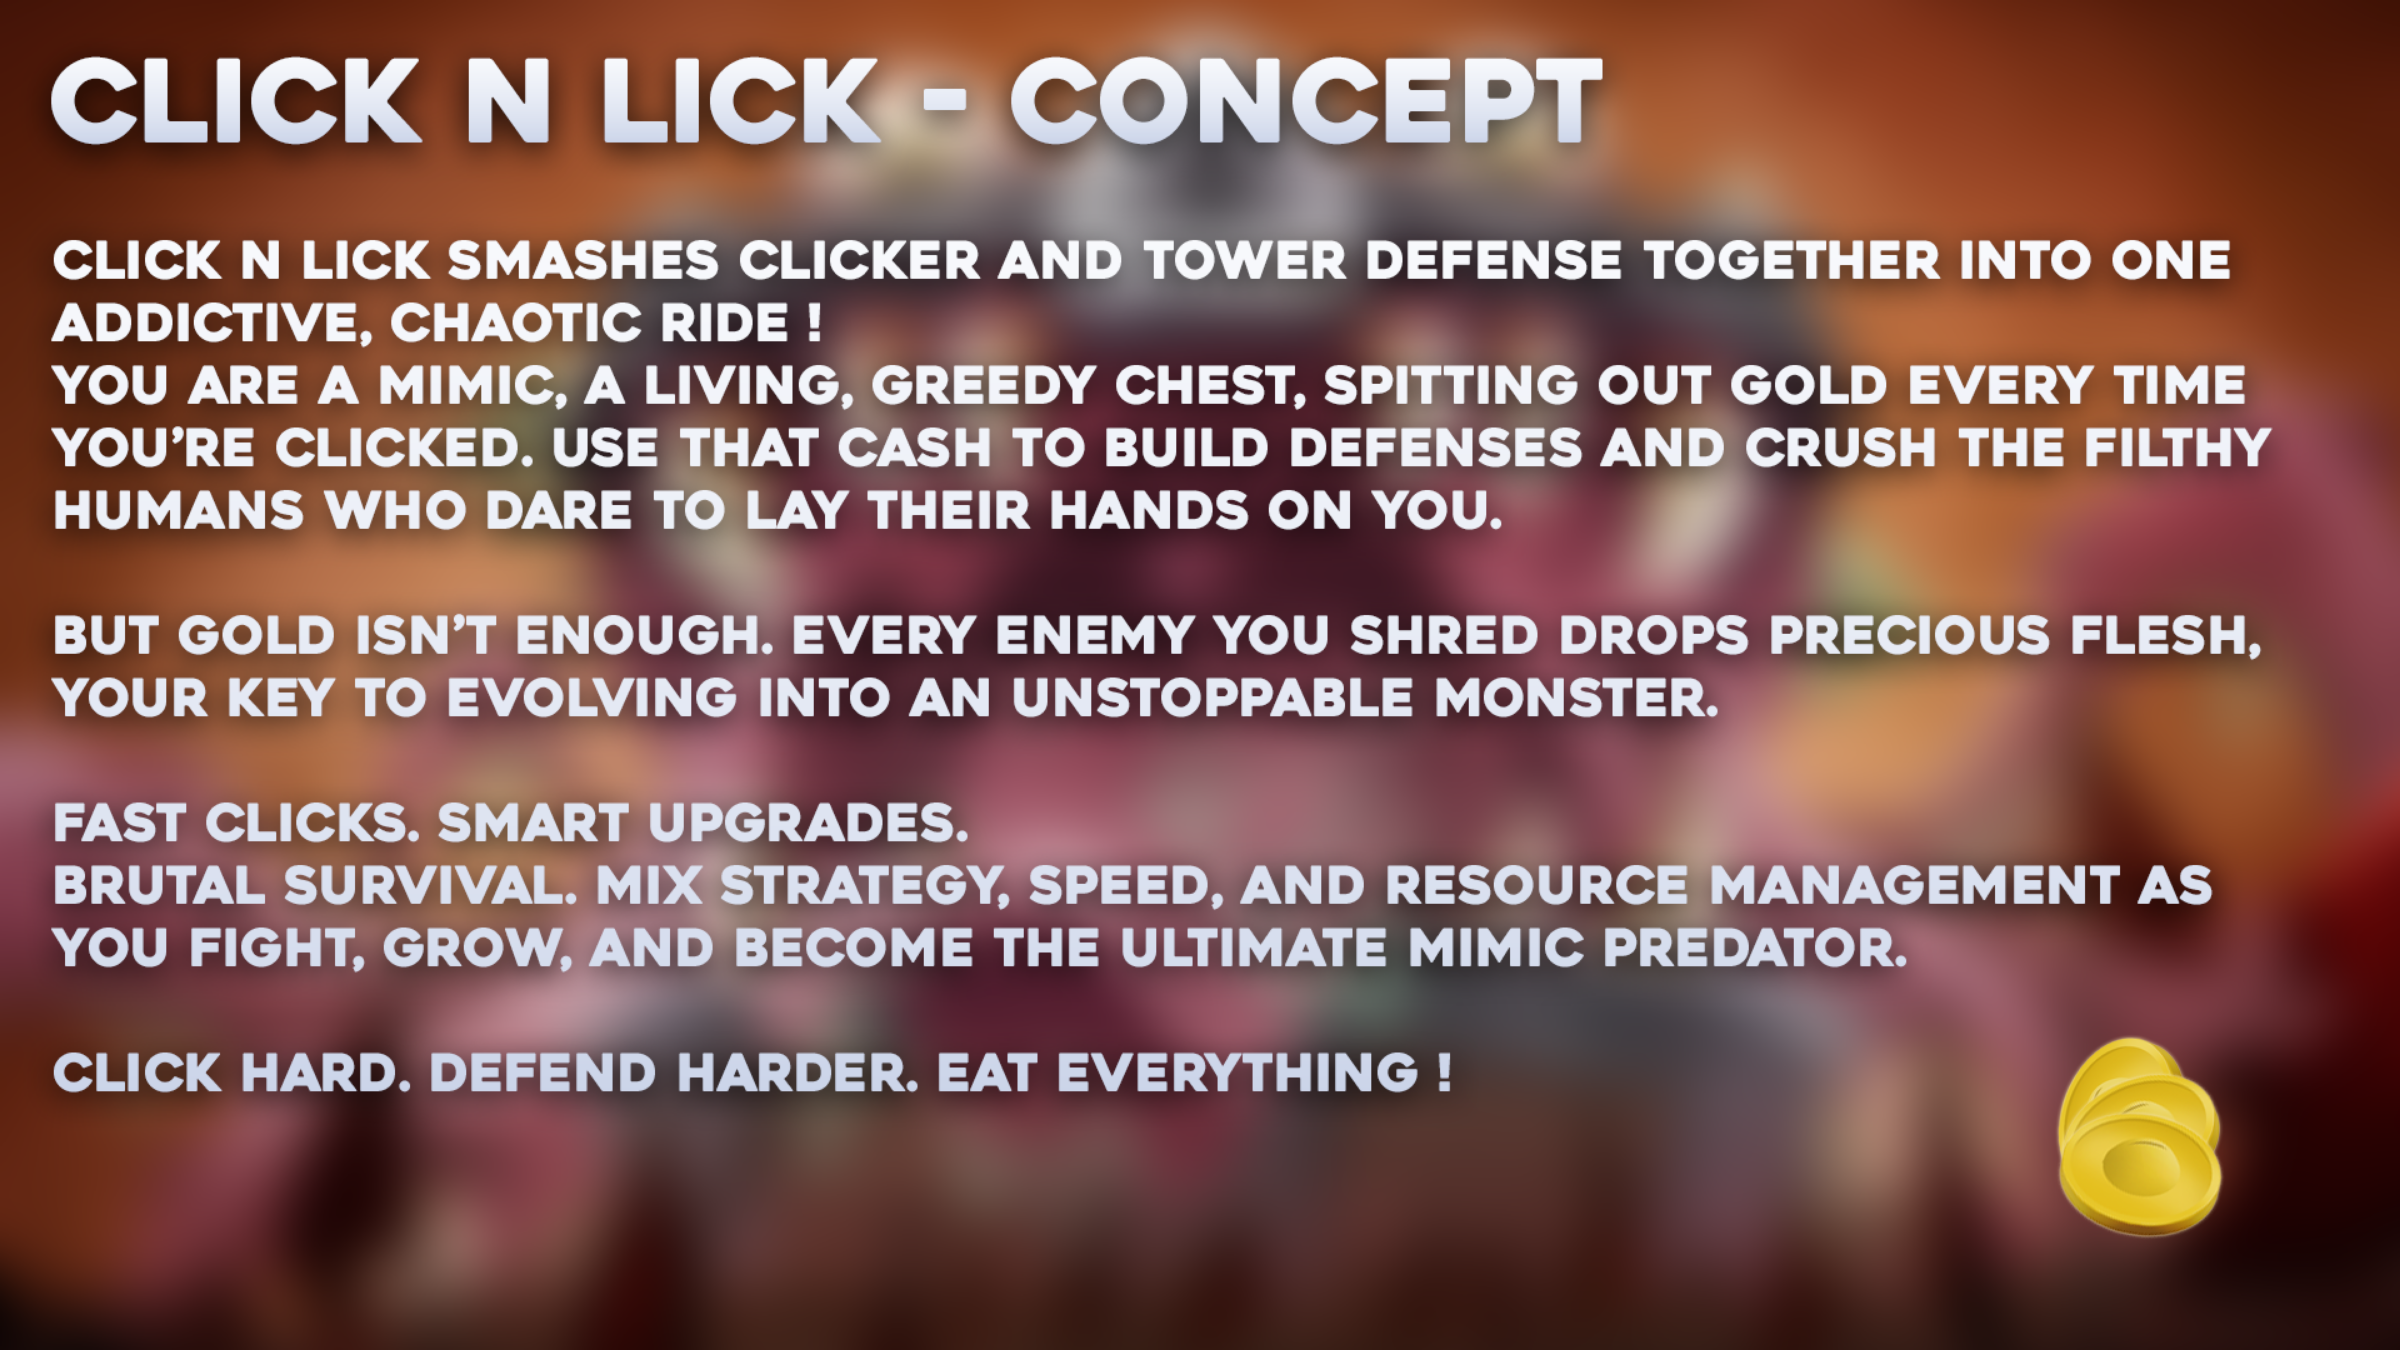 CLICK N LICK - CONCEPT
CLICK N LICK SMASHES CLICKER AND TOWER DEFENSE TOGETHER INTO ONE
ADDICTIVE, CHAOTIC RIDE !
YOU ARE A MIMIC, A LIVING, GREEDY CHEST, SPITTING OUT GOLD EVERY TIME
YOU’RE CLICKED. USE THAT CASH TO BUILD DEFENSES AND CRUSH THE FILTHY
HUMANS WHO DARE TO LAY THEIR HANDS ON YOU.
BUT GOLD ISN’T ENOUGH. EVERY ENEMY YOU SHRED DROPS PRECIOUS FLESH,
YOUR KEY TO EVOLVING INTO AN UNSTOPPABLE MONSTER.
FAST CLICKS. SMART UPGRADES.
BRUTAL SURVIVAL. MIX STRATEGY, SPEED, AND RESOURCE MANAGEMENT AS
YOU FIGHT, GROW, AND BECOME THE ULTIMATE MIMIC PREDATOR.
CLICK HARD. DEFEND HARDER. EAT EVERYTHING !